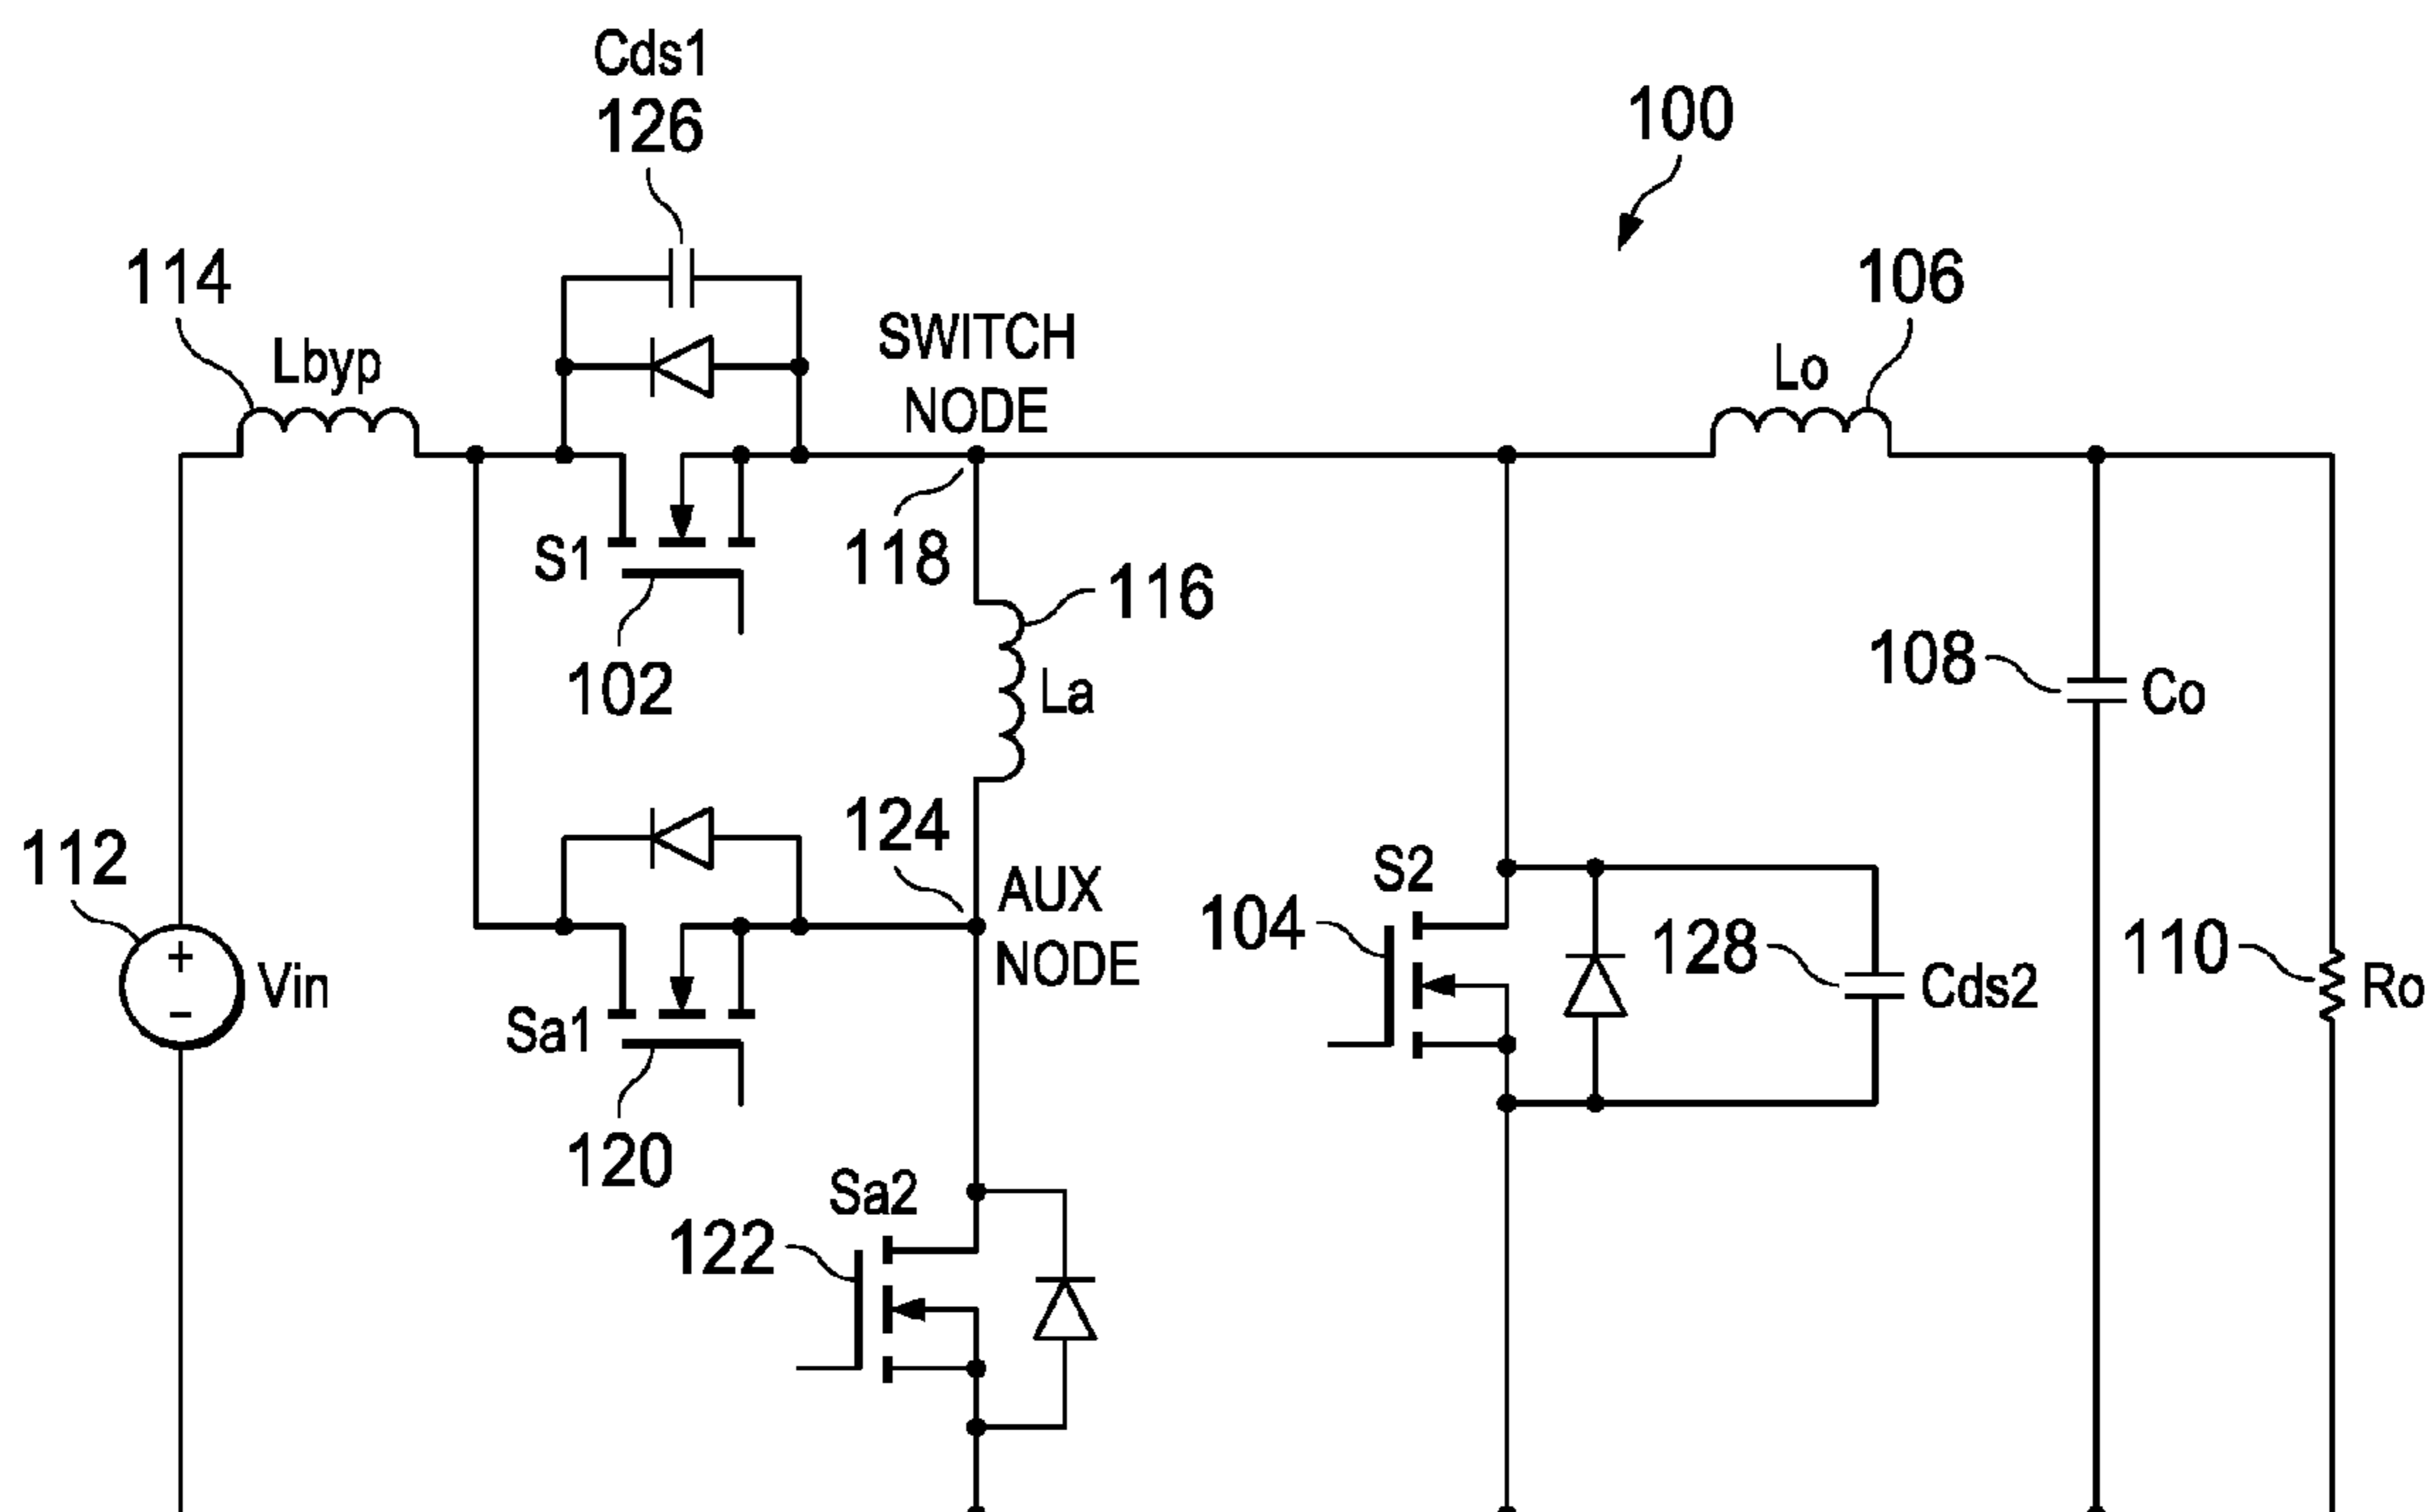 Cds1
126
100
114
Lbyp
SWITCH
NODE
106
Lo
S1
118
116
102
La
108
Co
124
AUX
NODE
112
+
-
Vin
Sa1
120
S2
104
128
Cds2
110
Ro
Sa2
122